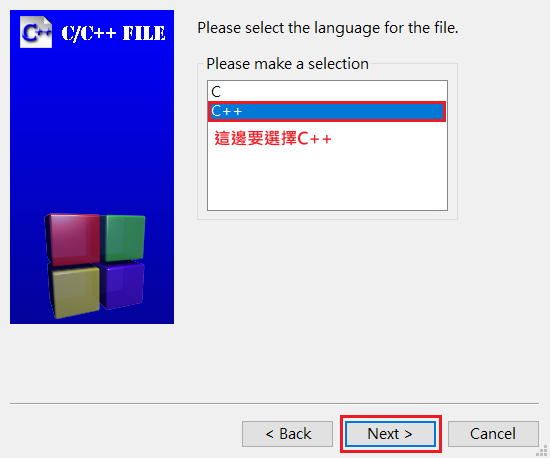 C++ C/C++ FILE
Please select the language for the file.
Please make a selection
C
C++
這邊要選擇C++
< Back
Next >
Cancel